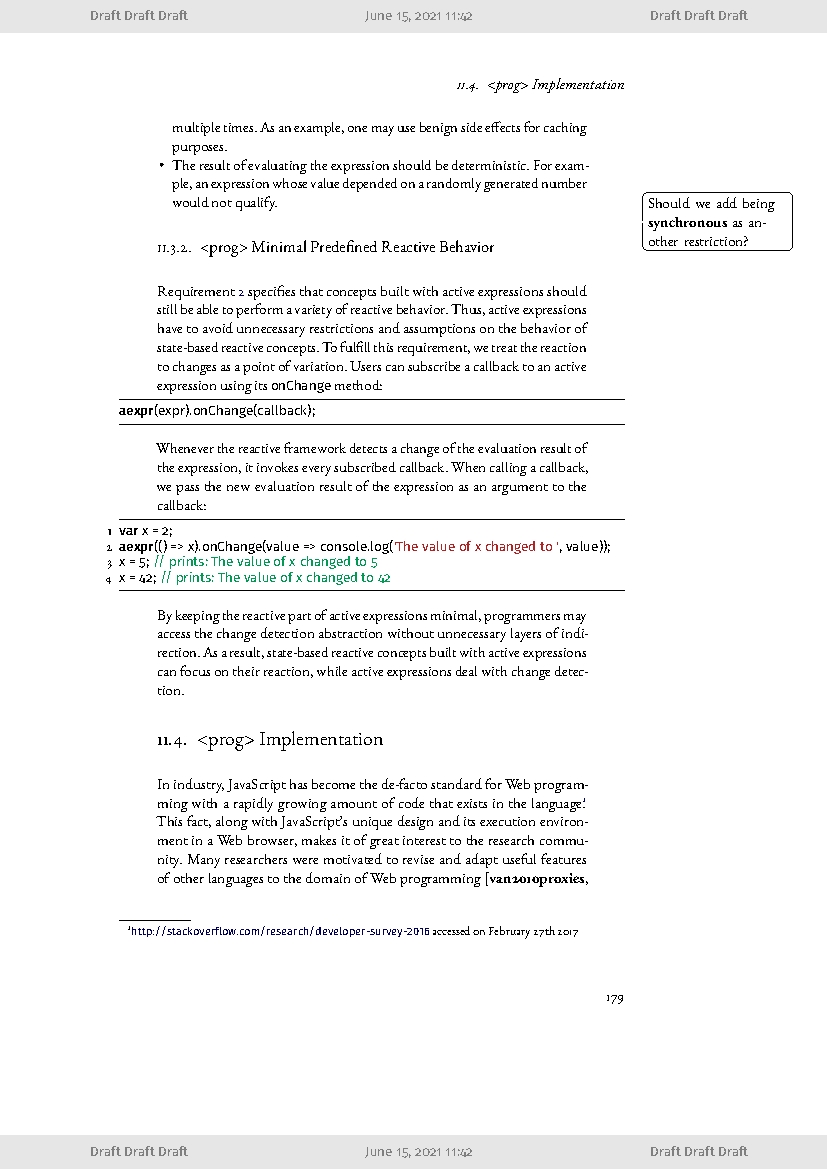 Draft Draft Draft June 15, 2021 11:42 Draft Draft Draft
11.4. <prog> Implementation
multiple times. As an example, one may use benign side effects for caching
purposes.
• The result of evaluating the expression should be deterministic. For exam-
ple, an expression whose value depended on a randomly generated number
would not qualify.
Should we add being
synchronous as an-
other restriction?
11.3.2. <prog> Minimal Predefined Reactive Behavior
Requirement 2 specifies that concepts built with active expressions should
still be able to perform a variety of reactive behavior. Thus, active expressions
have to avoid unnecessary restrictions and assumptions on the behavior of
state-based reactive concepts. To fulfill this requirement, we treat the reaction
to changes as a point of variation. Users can subscribe a callback to an active
expression using its onChange method:
aexpr(expr).onChange(callback);
Whenever the reactive framework detects a change of the evaluation result of
the expression, it invokes every subscribed callback. When calling a callback,
we pass the new evaluation result of the expression as an argument to the
callback:
1 var x = 2;
2 aexpr(() => x).onChange(value => console.log('The value of x changed to ', value));
3 x = 5; // prints: The value of x changed to 5
4 x = 42; // prints: The value of x changed to 42
By keeping the reactive part of active expressions minimal, programmers may
access the change detection abstraction without unnecessary layers of indi-
rection. As a result, state-based reactive concepts built with active expressions
can focus on their reaction, while active expressions deal with change detec-
tion.
11.4. <prog> Implementation
In industry, JavaScript has become the de-facto standard for Web program-
ming with a rapidly growing amount of code that exists in the language.¹
This fact, along with JavaScript's unique design and its execution environ-
ment in a Web browser, makes it of great interest to the research commu-
nity. Many researchers were motivated to revise and adapt useful features
of other languages to the domain of Web programming [van2010proxies,
¹http://stackoverflow.com/research/developer-survey-2016 accessed on February 27th 2017
179
Draft Draft Draft June 15, 2021 11:42 Draft Draft Draft